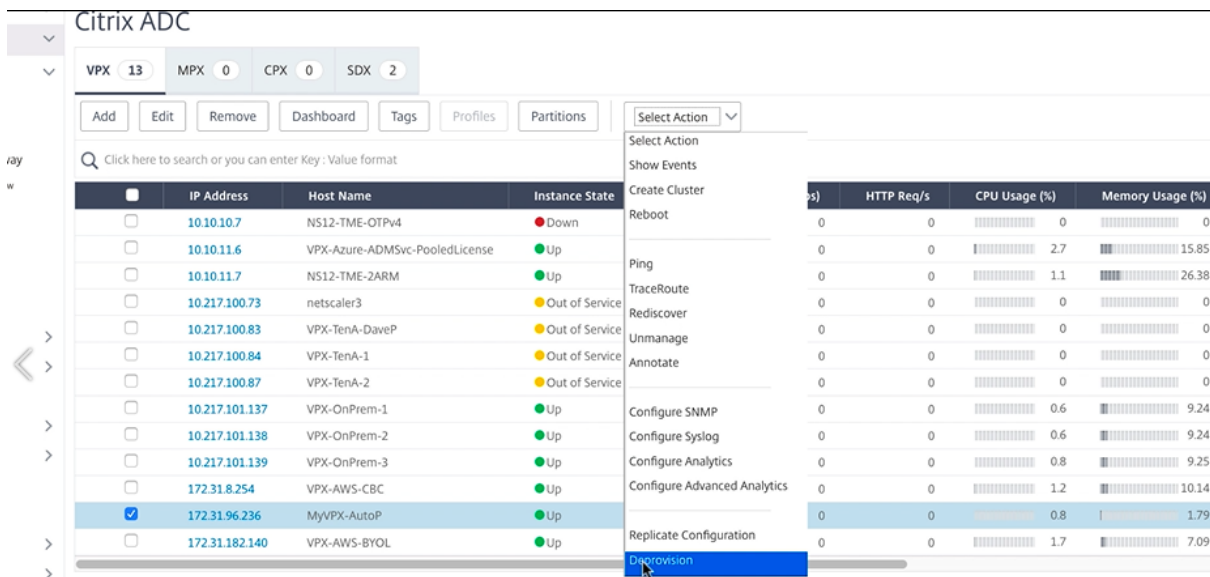 Citrix ADC
VPX 13 MPX 0 CPX 0 SDX 2
Add Edit Remove Dashboard Tags Profiles Partitions Select Action
Click here to search or you can enter Key : Value format
Select Action
Show Events
Create Cluster
Reboot
Ping
TraceRoute
Rediscover
Unmanage
Annotate
Configure SNMP
Configure Syslog
Configure Analytics
Configure Advanced Analytics
Replicate Configuration
Deprovision
IP Address Host Name Instance State HTTP Req/s CPU Usage (%) Memory Usage (%)
10.10.10.7 NS12-TME-OTPv4 Down 0 0 0 0
10.10.11.6 VPX-Azure-ADMSvc-PooledLicense Up 0 0 2.7 15.85
10.10.11.7 NS12-TME-2ARM Up 0 0 1.1 26.38
10.217.100.73 netscaler3 Out of Service 0 0 0 0
10.217.100.83 VPX-TenA-DaveP Out of Service 0 0 0 0
10.217.100.84 VPX-TenA-1 Out of Service 0 0 0 0
10.217.100.87 VPX-TenA-2 Out of Service 0 0 0 0
10.217.101.137 VPX-OnPrem-1 Up 0 0 0.6 9.24
10.217.101.138 VPX-OnPrem-2 Up 0 0 0.6 9.24
10.217.101.139 VPX-OnPrem-3 Up 0 0 0.8 9.25
172.31.8.254 VPX-AWS-CBC Up 0 0 1.2 10.14
172.31.96.236 MyVPX-AutoP Up 0 0 0.8 1.79
172.31.182.140 VPX-AWS-BYOL Up 0 0 1.7 7.09